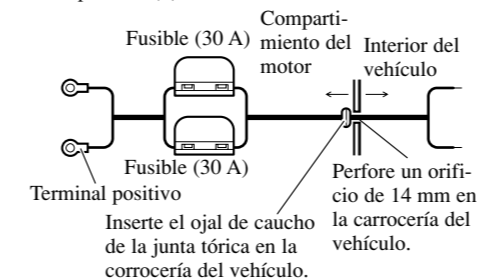 Fusible (30 A)
Comparti-
miento del
motor
Interior del
vehículo
Fusible (30 A)
Terminal positivo
Perfore un orifi-
cio de 14 mm en
la carrocería del
vehículo.
Inserte el ojal de caucho
de la junta tórica en la
corrocería del vehículo.